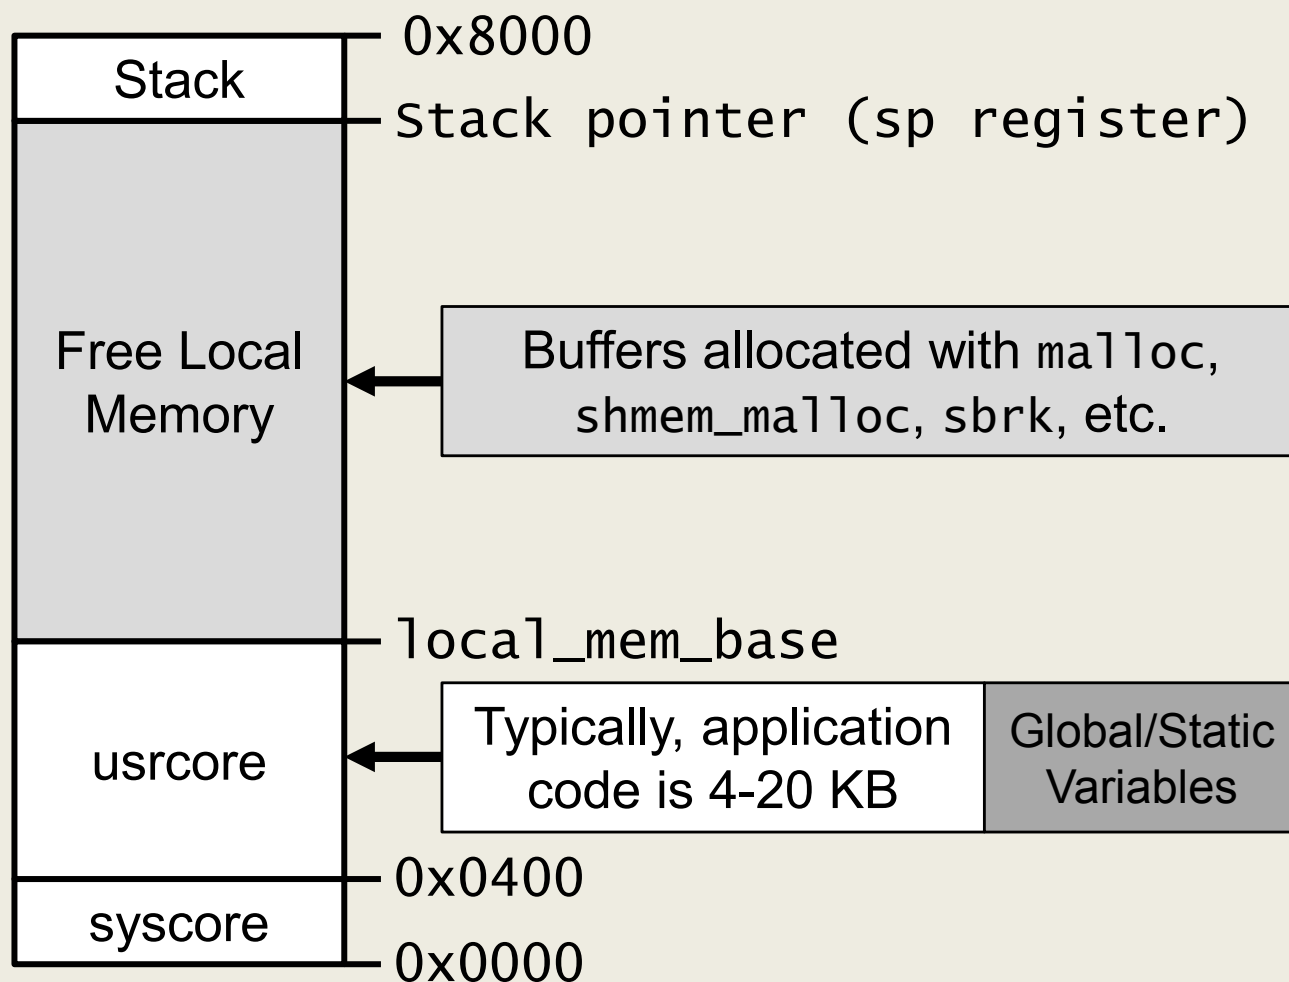 0x8000
Stack
Stack pointer (sp register)
Free Local
Memory
Buffers allocated with malloc,
shmem_malloc, sbrk, etc.
local_mem_base
usrcore
Typically, application
code is 4-20 KB
Global/Static
Variables
0x0400
syscore
0x0000